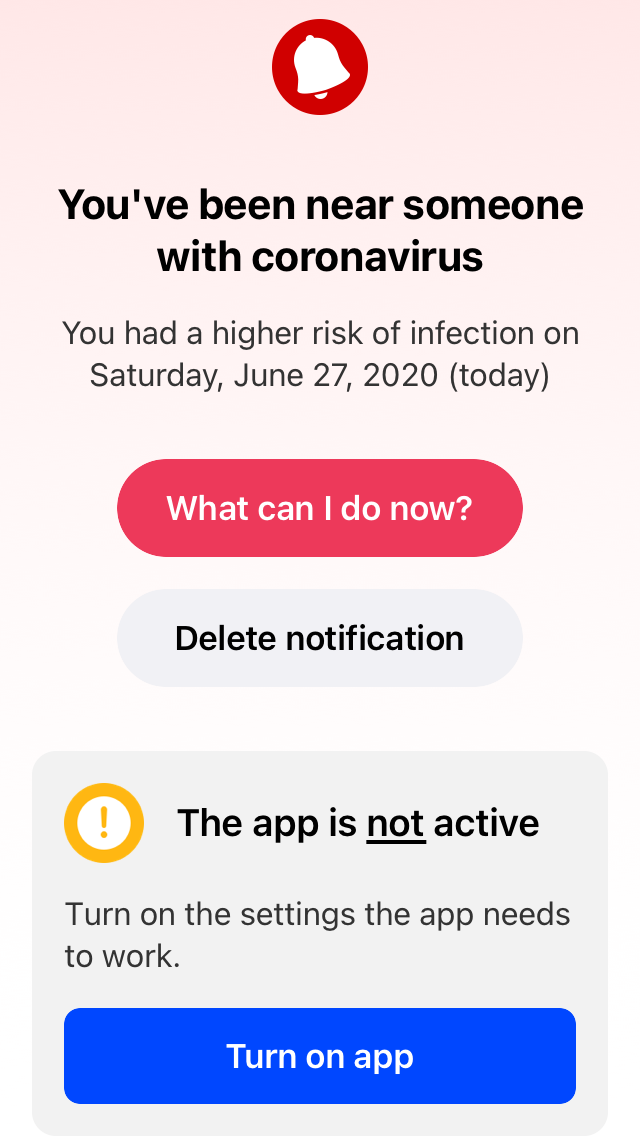 You've been near someone
with coronavirus
You had a higher risk of infection on
Saturday, June 27, 2020 (today)
What can I do now?
Delete notification
The app is not active
Turn on the settings the app needs
to work.
Turn on app